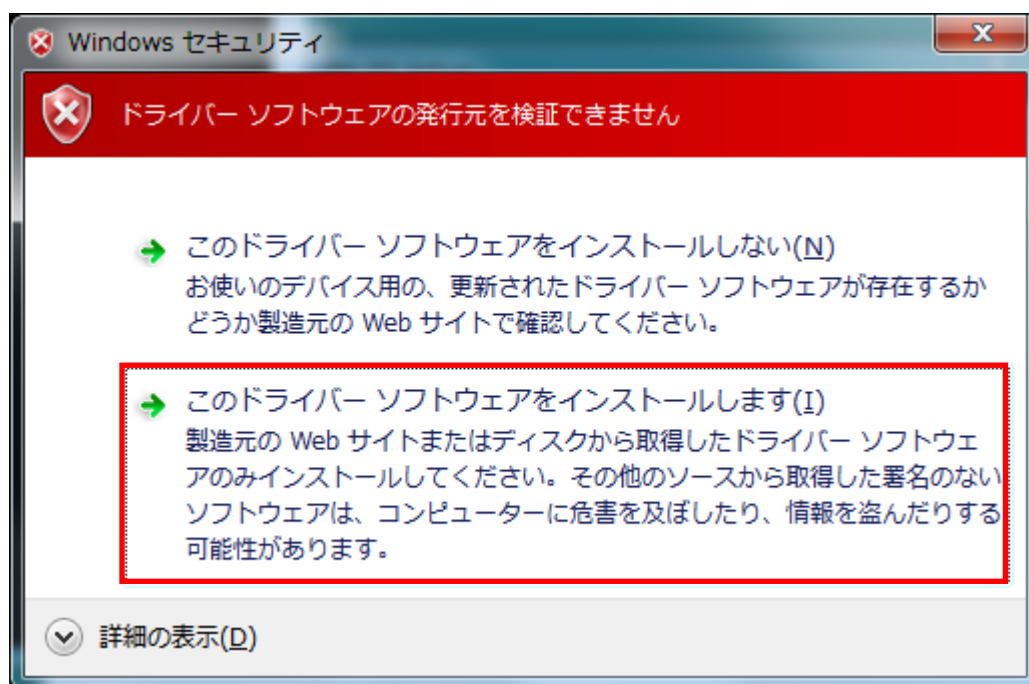 Windows セキュリティ
ドライバー ソフトウェアの発行元を検証できません
このドライバー ソフトウェアをインストールしない(N)
お使いのデバイス用の、更新されたドライバー ソフトウェアが存在するか
どうか製造元の Web サイトで確認してください。
このドライバー ソフトウェアをインストールします(I)
製造元の Web サイトまたはディスクから取得したドライバー ソフトウェ
アのみインストールしてください。その他のソースから取得した署名のない
ソフトウェアは、コンピューターに危害を及ぼしたり、情報を盗んだりする
可能性があります。
詳細の表示(D)